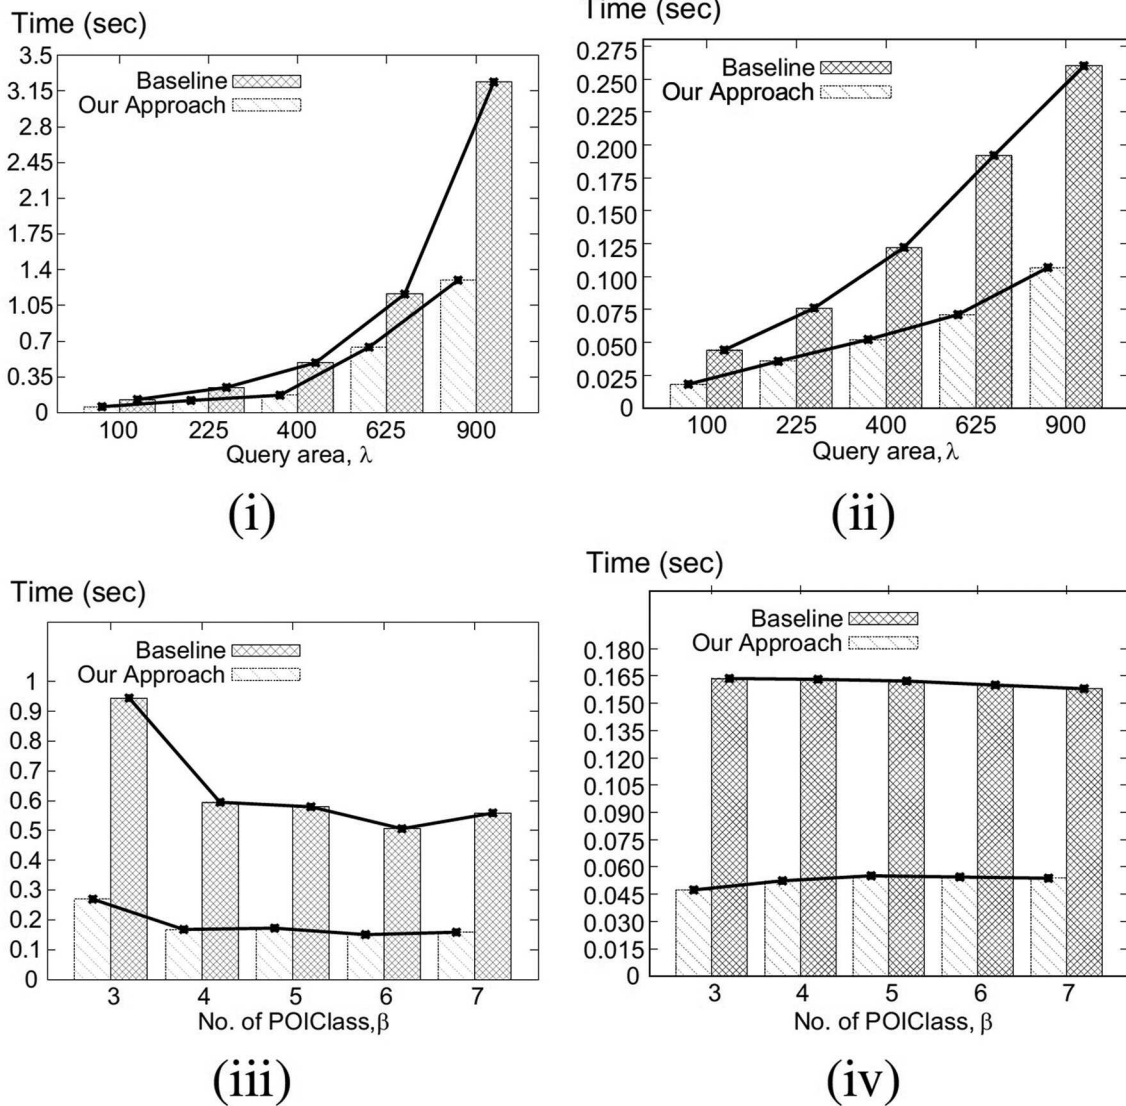 Time (sec)
3.5
3.15
2.8
2.45
2.1
1.75
1.4
1.05
0.7
0.35
0
Baseline
Our Approach
100 225 400 625 900
Query area, λ
(i)
Time (sec)
0.275
0.250
0.225
0.200
0.175
0.150
0.125
0.100
0.075
0.050
0.025
0
Baseline
Our Approach
100 225 400 625 900
Query area, λ
(ii)
Time (sec)
1
0.9
0.8
0.7
0.6
0.5
0.4
0.3
0.2
0.1
0
Baseline
Our Approach
3 4 5 6 7
No. of POIClass,β
(iii)
Time (sec)
0.180
0.165
0.150
0.135
0.120
0.105
0.090
0.075
0.060
0.045
0.030
0.015
0
Baseline
Our Approach
3 4 5 6 7
No. of POIClass, β
(iv)